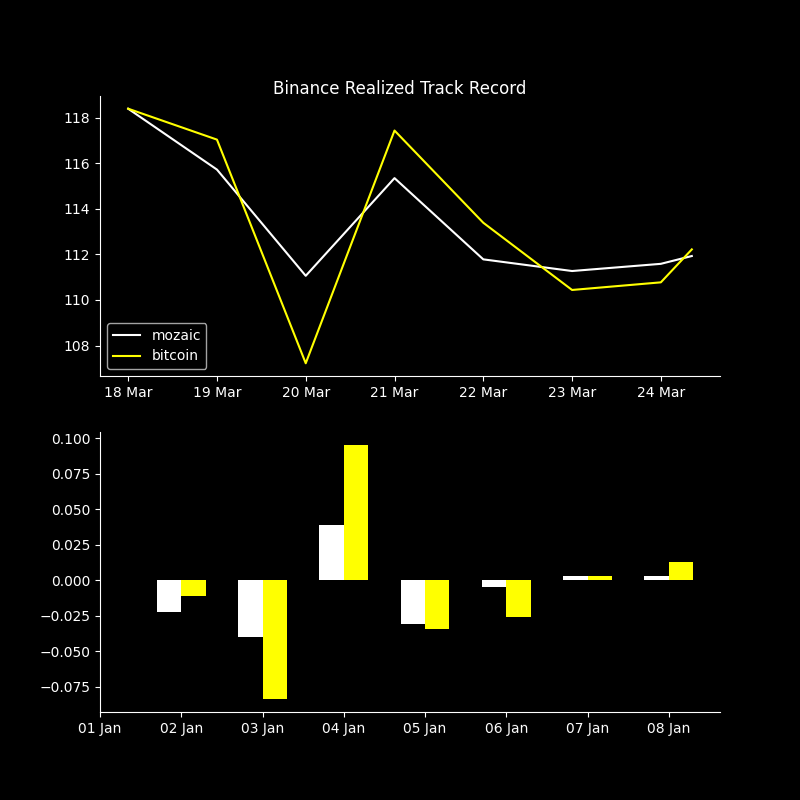 Binance Realized Track Record
118
116
114
112
110
108
mozaic
bitcoin
18 Mar 19 Mar 20 Mar 21 Mar 22 Mar 23 Mar 24 Mar
0.100
0.075
0.050
0.025
0.000
−0.025
−0.050
−0.075
01 Jan 02 Jan 03 Jan 04 Jan 05 Jan 06 Jan 07 Jan 08 Jan